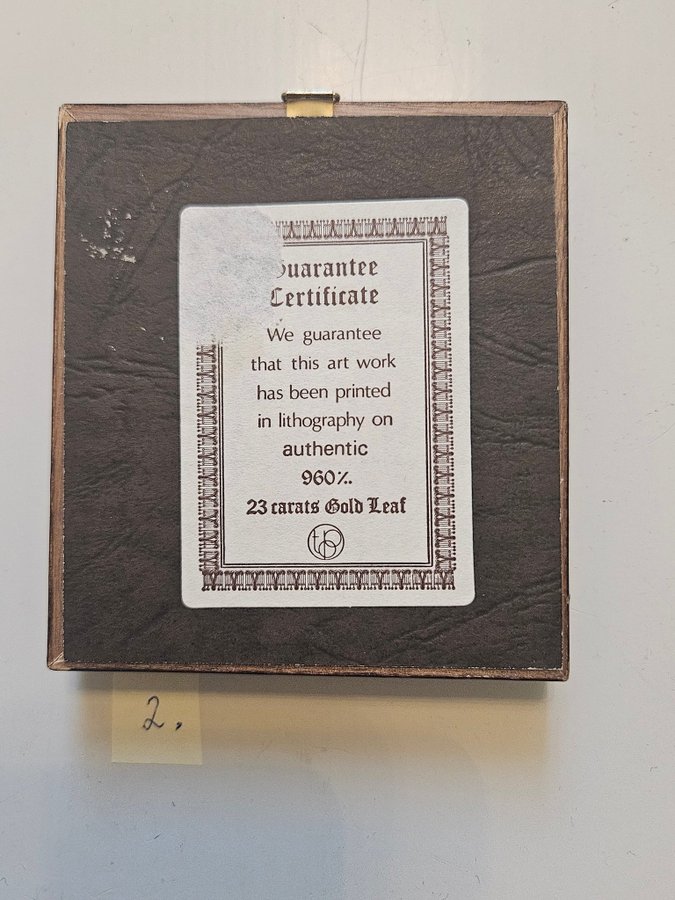 Guarantee
Certificate
We guarantee
that this art work
has been printed
in lithography on
authentic
960‰
23 carats Gold Leaf
2.